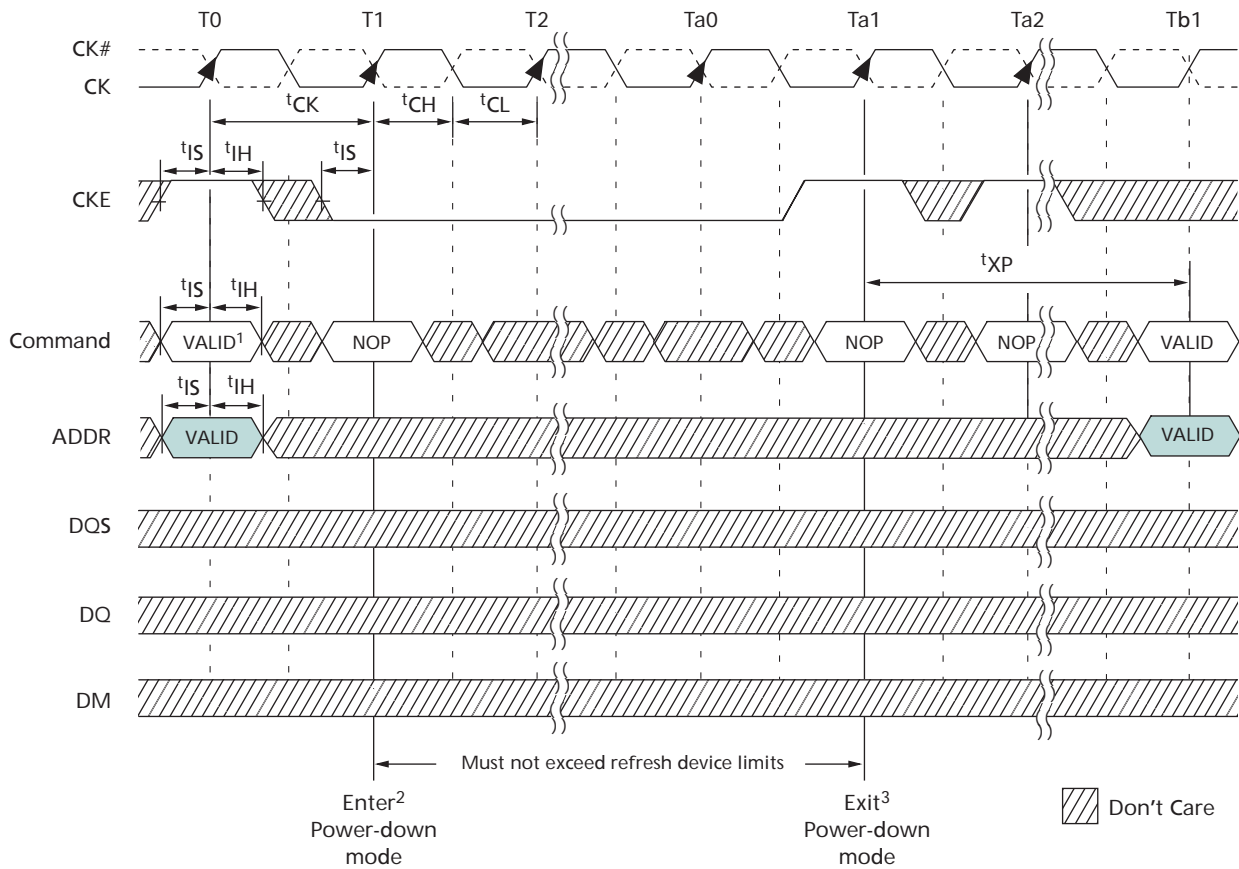 T0 T1 T2 Ta0 Ta1 Ta2 Tb1
CK#
CK
tCK tCH tCL
tIS tIH tIS
CKE
tXP
tIS tIH
Command VALID1 NOP NOP NOP VALID
tIS tIH
ADDR VALID VALID
DQS
DQ
DM
Must not exceed refresh device limits
Enter2
Power-down
mode
Exit3
Power-down
mode
Don't Care